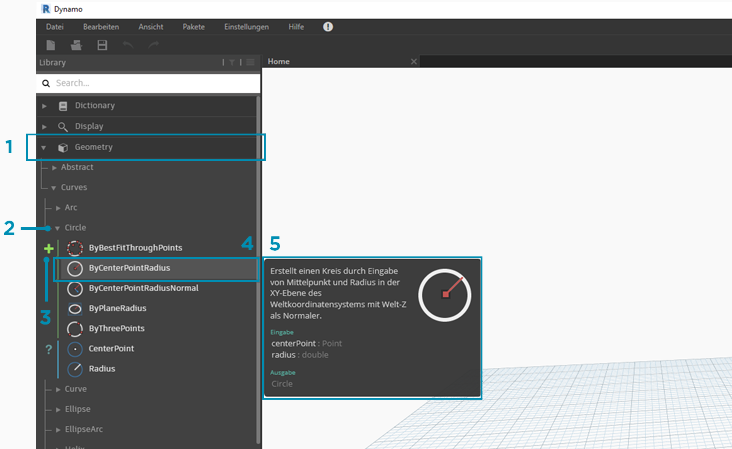 R Dynamo
Datei Bearbeiten Ansicht Pakete Einstellungen Hilfe !
Library
Home
Search...
Dictionary
Display
1 Geometry
Abstract
Curves
Arc
2 Circle
ByBestFitThroughPoints
4 5
ByCenterPointRadius
ByCenterPointRadiusNormal
3 ByPlaneRadius
ByThreePoints
? CenterPoint
Radius
Curve
Ellipse
EllipseArc
Helix
Erstellt einen Kreis durch Eingabe
von Mittelpunkt und Radius in der
XY-Ebene des
Weltkoordinatensystems mit Welt-Z
als Normaler.
Eingabe
centerPoint : Point
radius : double
Ausgabe
Circle